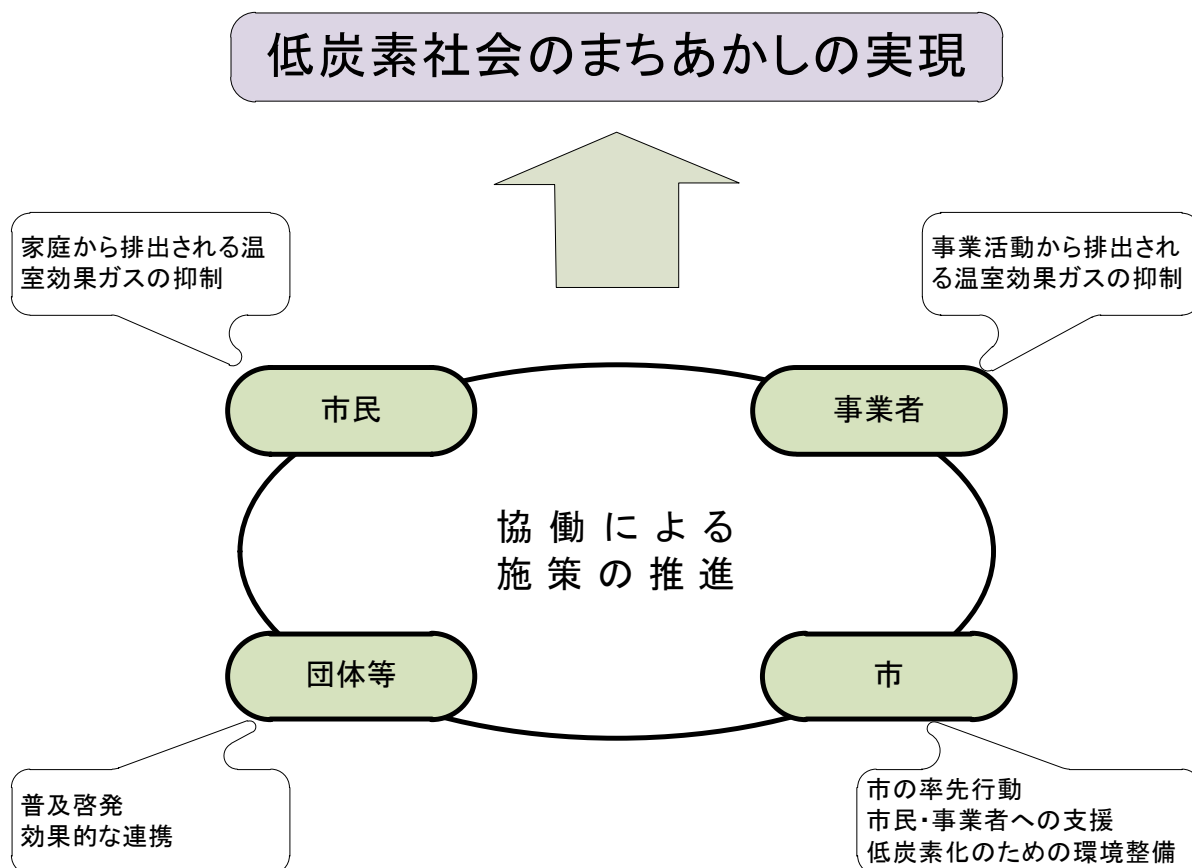 低炭素社会のまちあかしの実現
家庭から排出される温
室効果ガスの抑制
事業活動から排出され
る温室効果ガスの抑制
市民
事業者
協働による
施策の推進
団体等
市
普及啓発
効果的な連携
市の率先行動
市民・事業者への支援
低炭素化のための環境整備